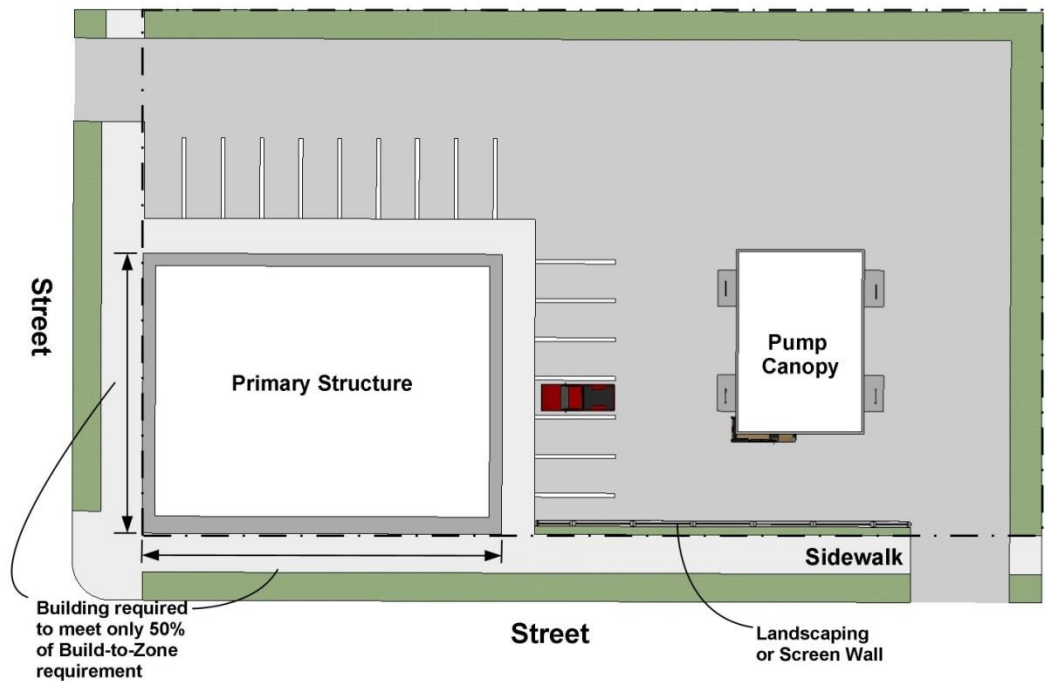 Street
Primary Structure
Pump
Canopy
Sidewalk
Building required
to meet only 50%
of Build-to-Zone
requirement
Street
Landscaping
or Screen Wall